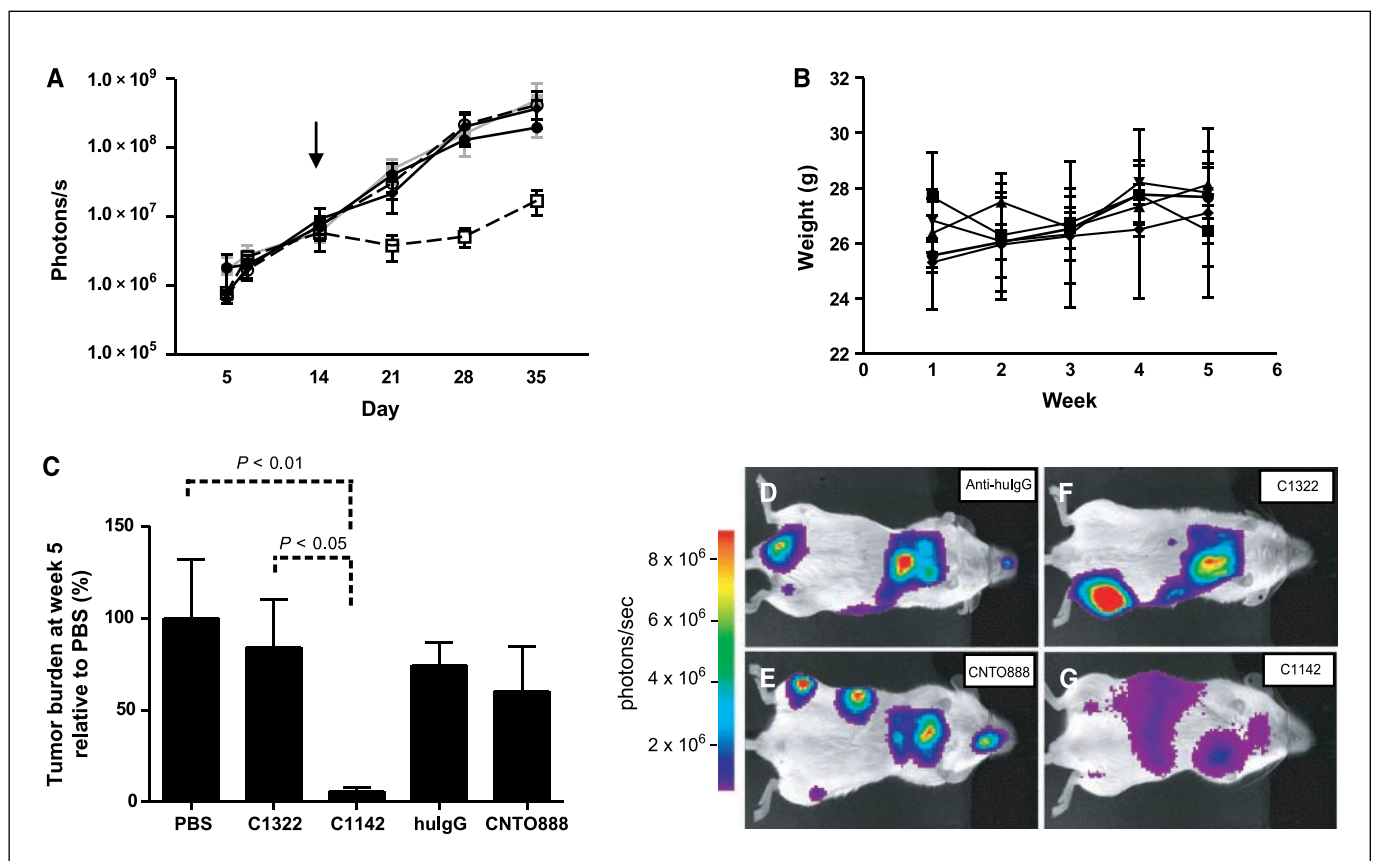 A
1.0 × 10⁹
1.0 × 10⁸
1.0 × 10⁷
1.0 × 10⁶
1.0 × 10⁵
Photons/s
5 14 21 28 35
Day
B
32
30
28
26
24
22
Weight (g)
0 1 2 3 4 5 6
Week
C
P < 0.01
P < 0.05
150
100
50
0
Tumor burden at week 5
relative to PBS (%)
PBS C1322 C1142 huIgG CNTO888
photons/sec
8 x 10⁶
6 x 10⁶
4 x 10⁶
2 x 10⁶
D
Anti-huIgG
F
C1322
E
CNTO888
G
C1142